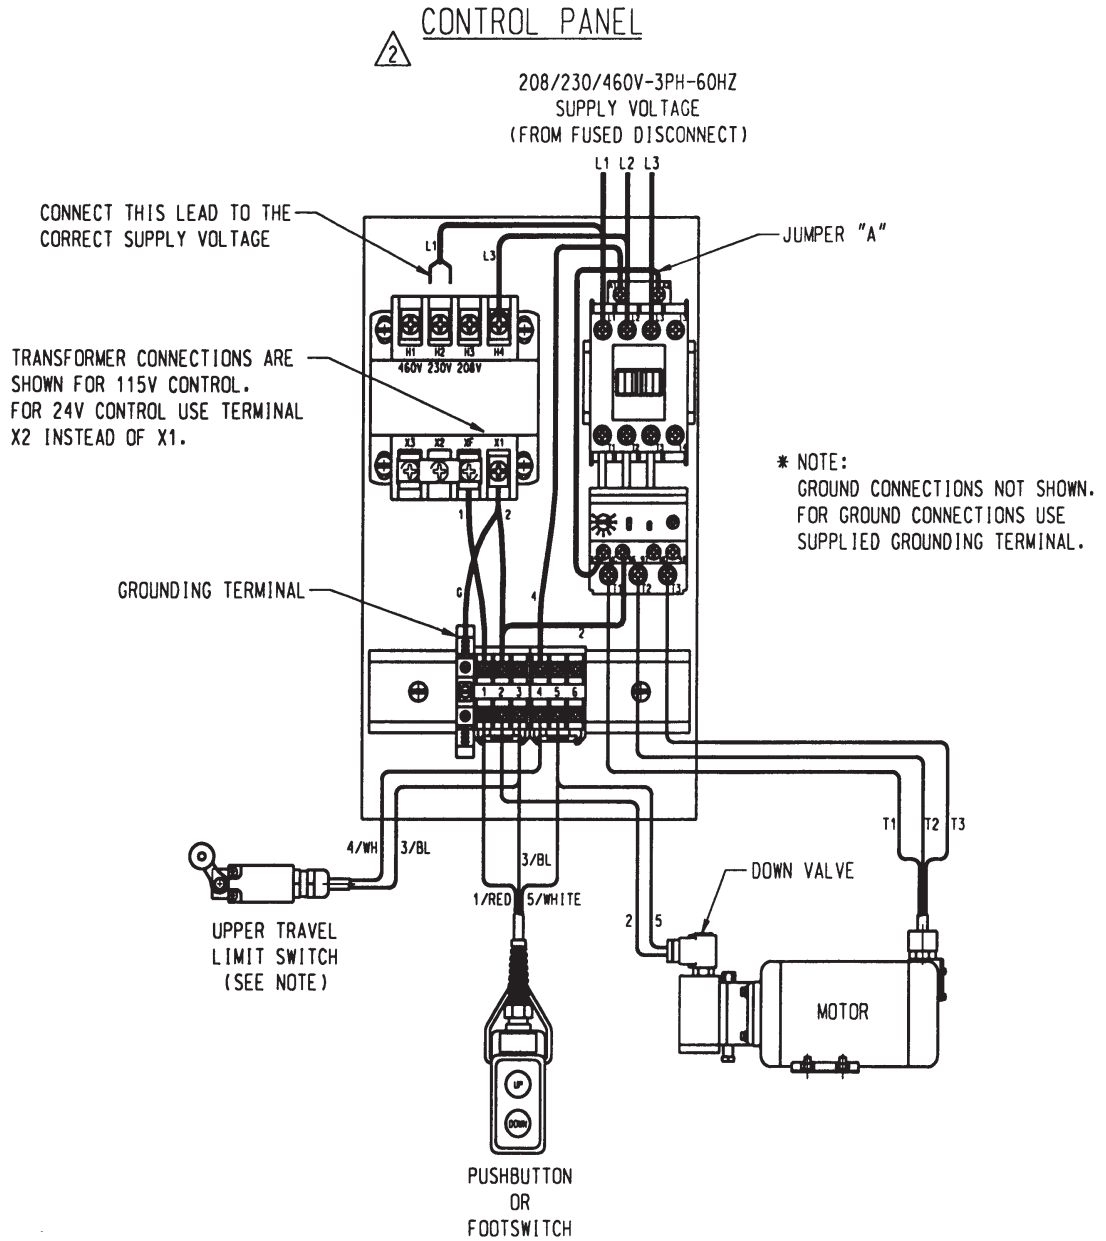 CONTROL PANEL
2
208/230/460V-3PH-60HZ
SUPPLY VOLTAGE
(FROM FUSED DISCONNECT)
L1 L2 L3
CONNECT THIS LEAD TO THE
CORRECT SUPPLY VOLTAGE
L1
L3
JUMPER "A"
H1 H2 H3 H4
460V 230V 208V
TRANSFORMER CONNECTIONS ARE
SHOWN FOR 115V CONTROL.
FOR 24V CONTROL USE TERMINAL
X2 INSTEAD OF X1.
X3 X2 XF X1
* NOTE:
GROUND CONNECTIONS NOT SHOWN.
FOR GROUND CONNECTIONS USE
SUPPLIED GROUNDING TERMINAL.
1 2
GROUNDING TERMINAL
G
4
2
T1 T2 T3
1 2 3 4 5 6
T1 T2 T3
4/WH 3/BL
3/BL
1/RED 5/WHITE
2 5
DOWN VALVE
UPPER TRAVEL
LIMIT SWITCH
(SEE NOTE)
MOTOR
UP
DOWN
PUSHBUTTON
OR
FOOTSWITCH